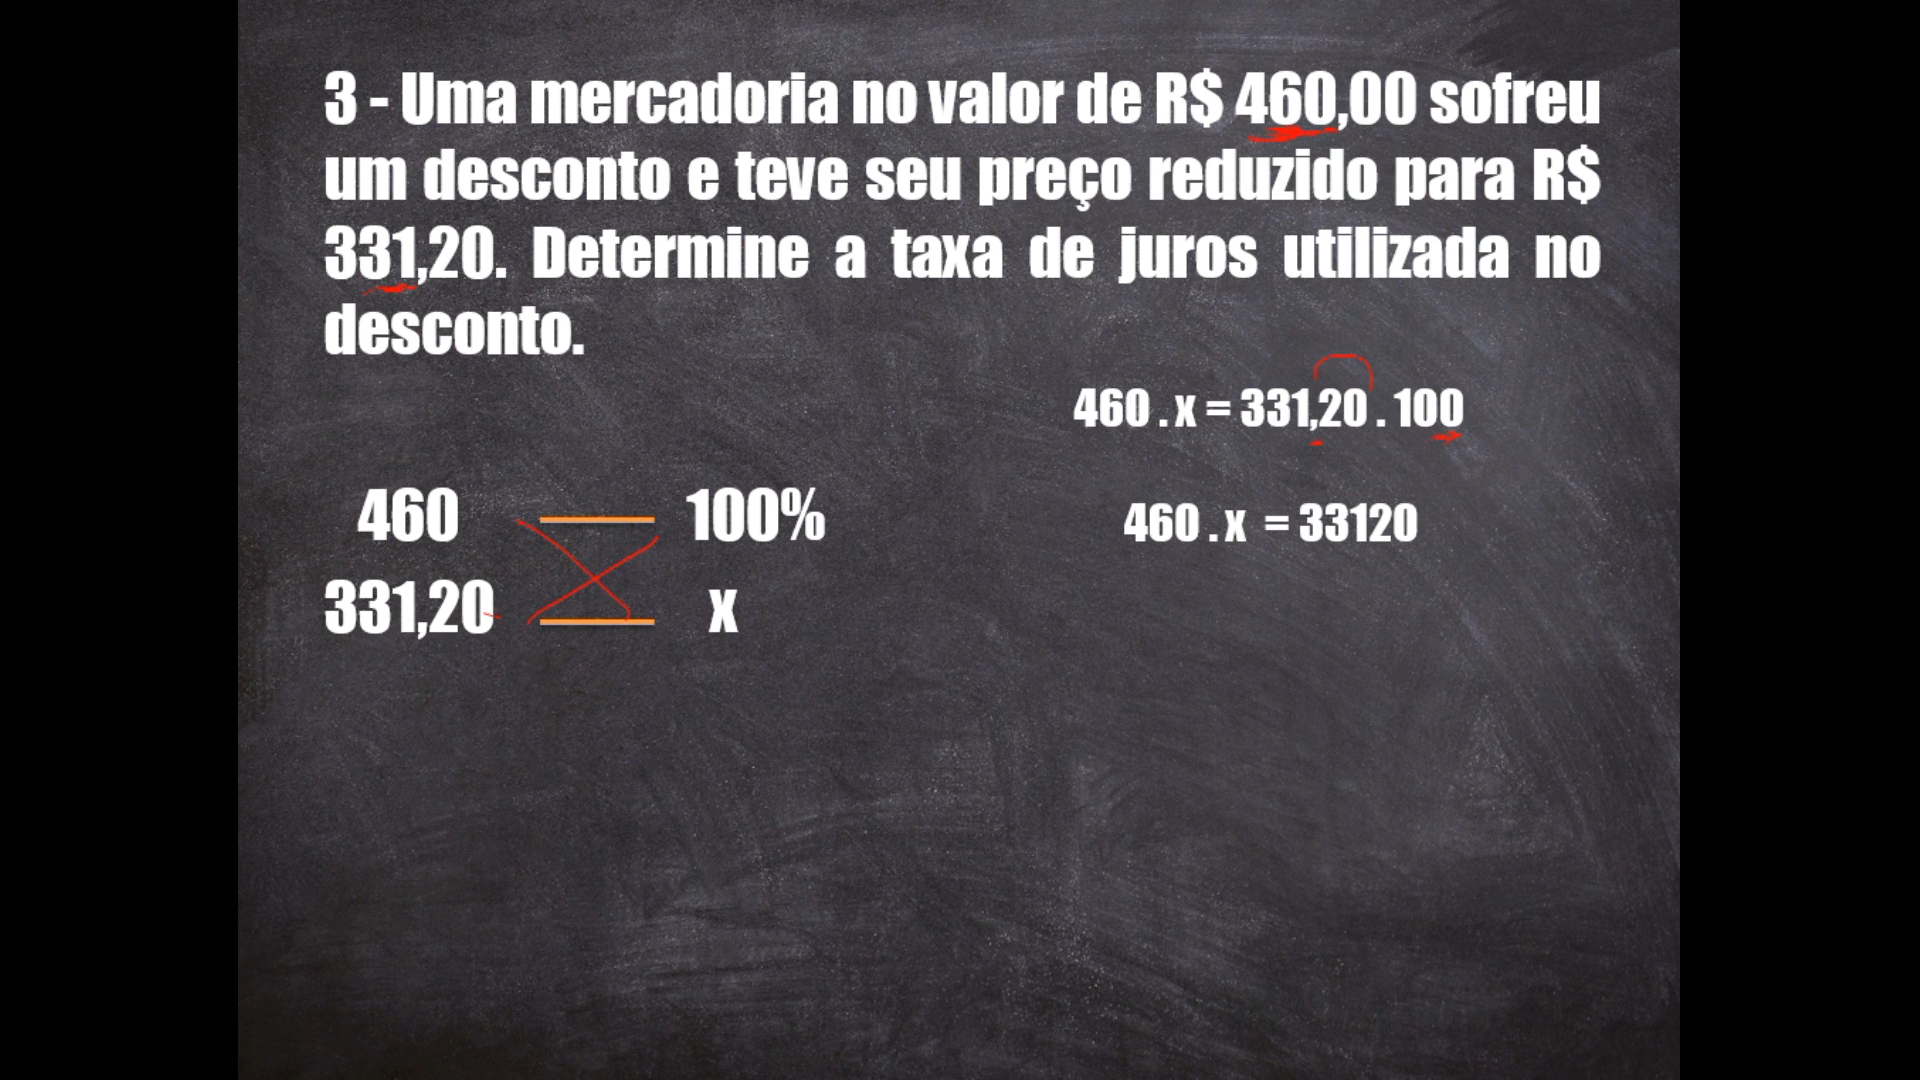 3 - Uma mercadoria no valor de R$ 460,00 sofreu
um desconto e teve seu preço reduzido para R$
331,20. Determine a taxa de juros utilizada no
desconto.
460 . x = 331,20 . 100
460 . x = 33120
460 100%
331,20 x